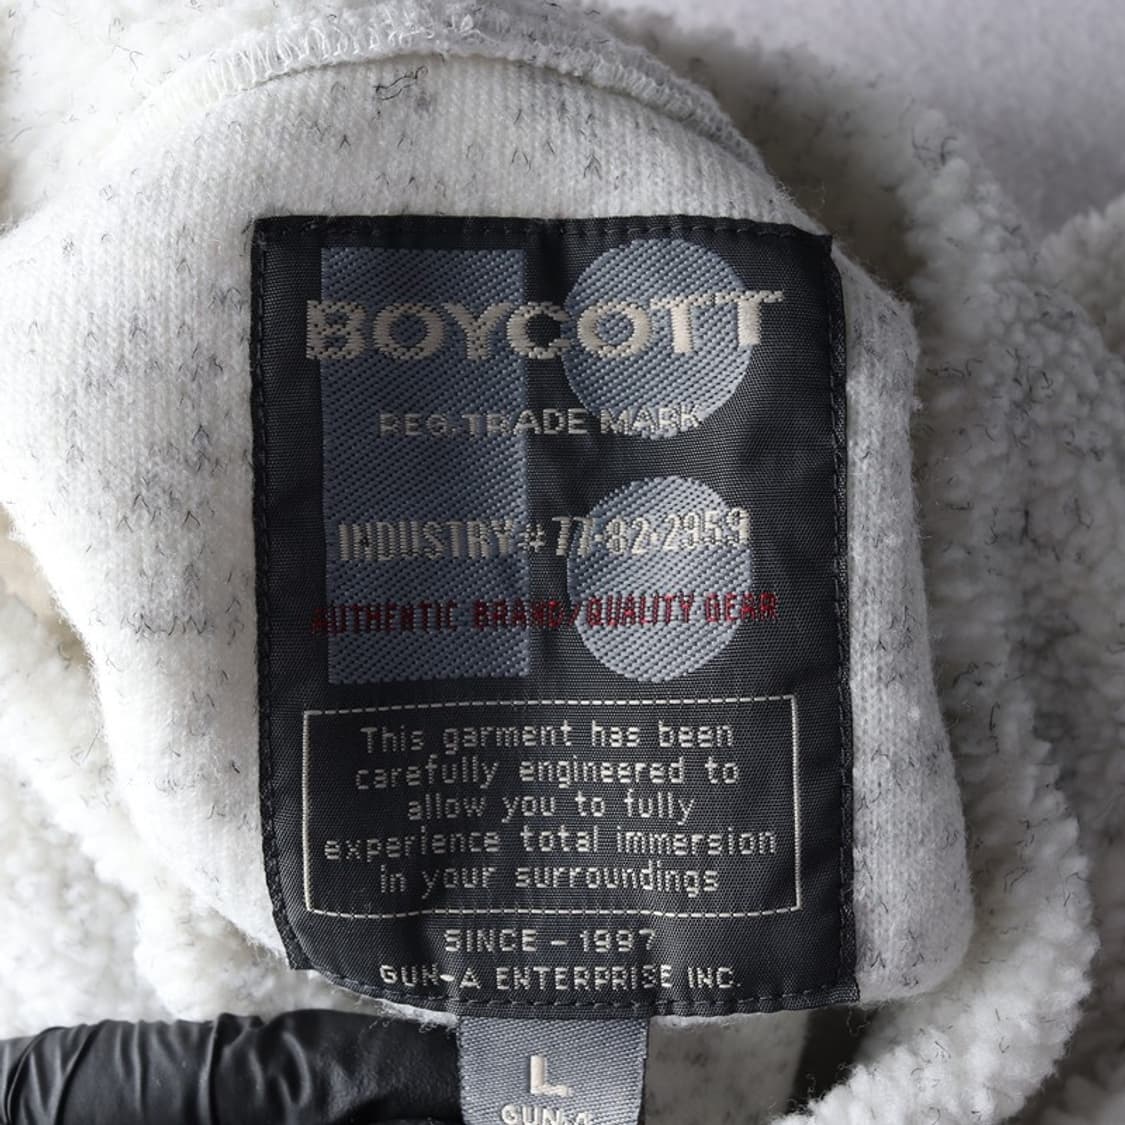 BOYCOTT
REG.TRADE MARK
INDUSTRY#77-82-2959
AUTHENTIC BRAND/QUALITY GEAR
This garment has been
carefully engineered to
allow you to fully
experience total immersion
in your surroundings
SINCE - 1997
GUN-A ENTERPRISE INC.
L
GUN-A